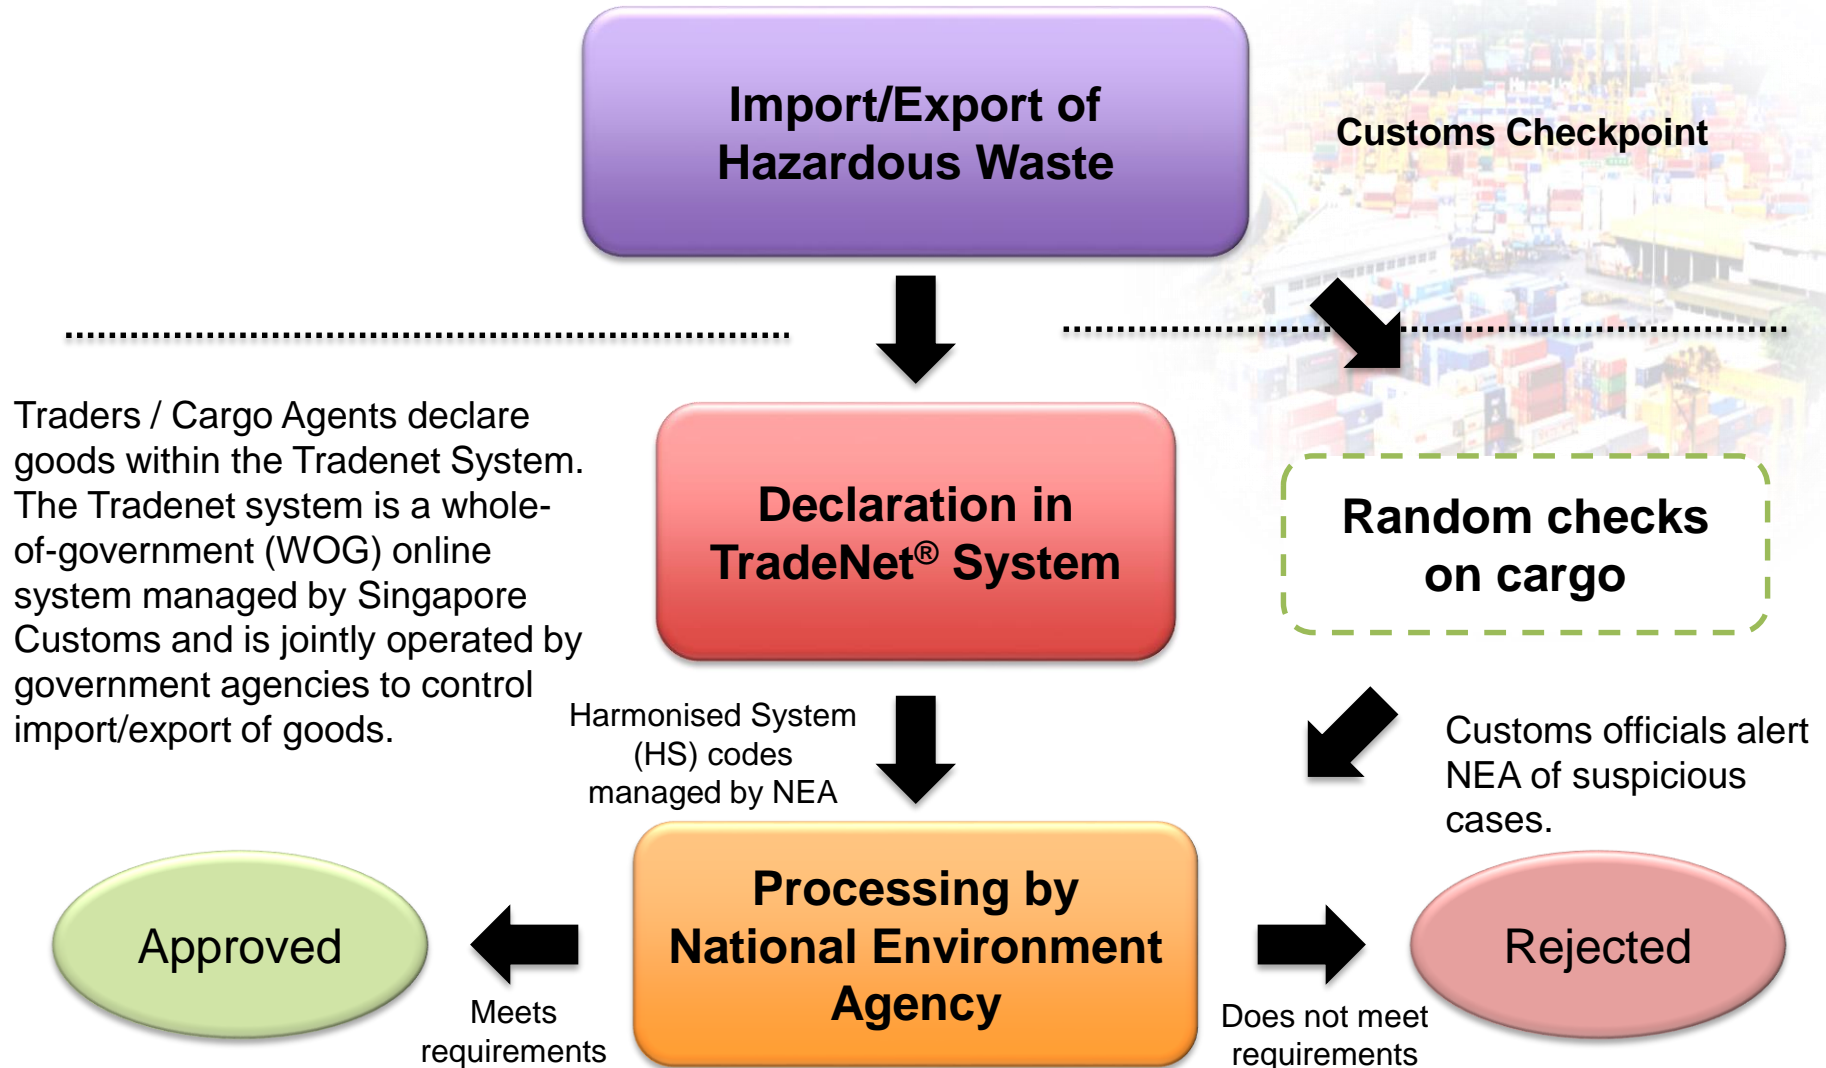 Import/Export of
Hazardous Waste
Customs Checkpoint
Traders / Cargo Agents declare
goods within the Tradenet System.
The Tradenet system is a whole-
of-government (WOG) online
system managed by Singapore
Customs and is jointly operated by
government agencies to control
import/export of goods.
Declaration in
TradeNet® System
Random checks
on cargo
Harmonised System
(HS) codes
managed by NEA
Customs officials alert
NEA of suspicious
cases.
Processing by
National Environment
Agency
Approved
Meets
requirements
Does not meet
requirements
Rejected